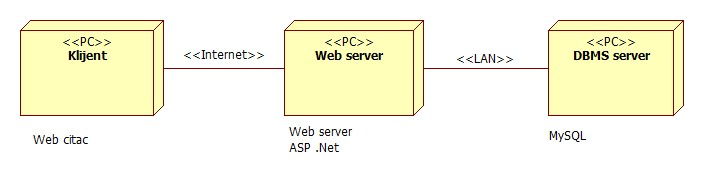 <<PC>>
Klijent
Web citac
<<Internet>>
<<PC>>
Web server
Web server
ASP .Net
<<LAN>>
<<PC>>
DBMS server
MySQL